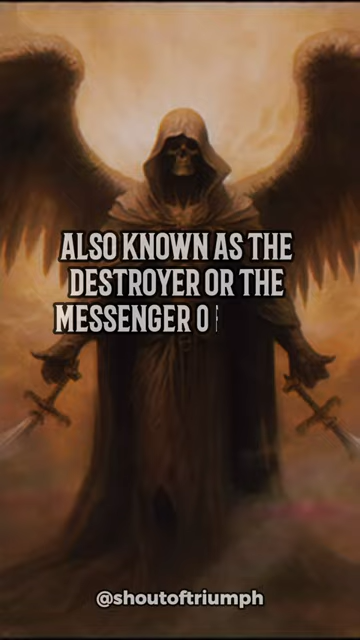 ALSO KNOWN AS THE
DESTROYER OR THE
MESSENGER O
@shoutoftriumph